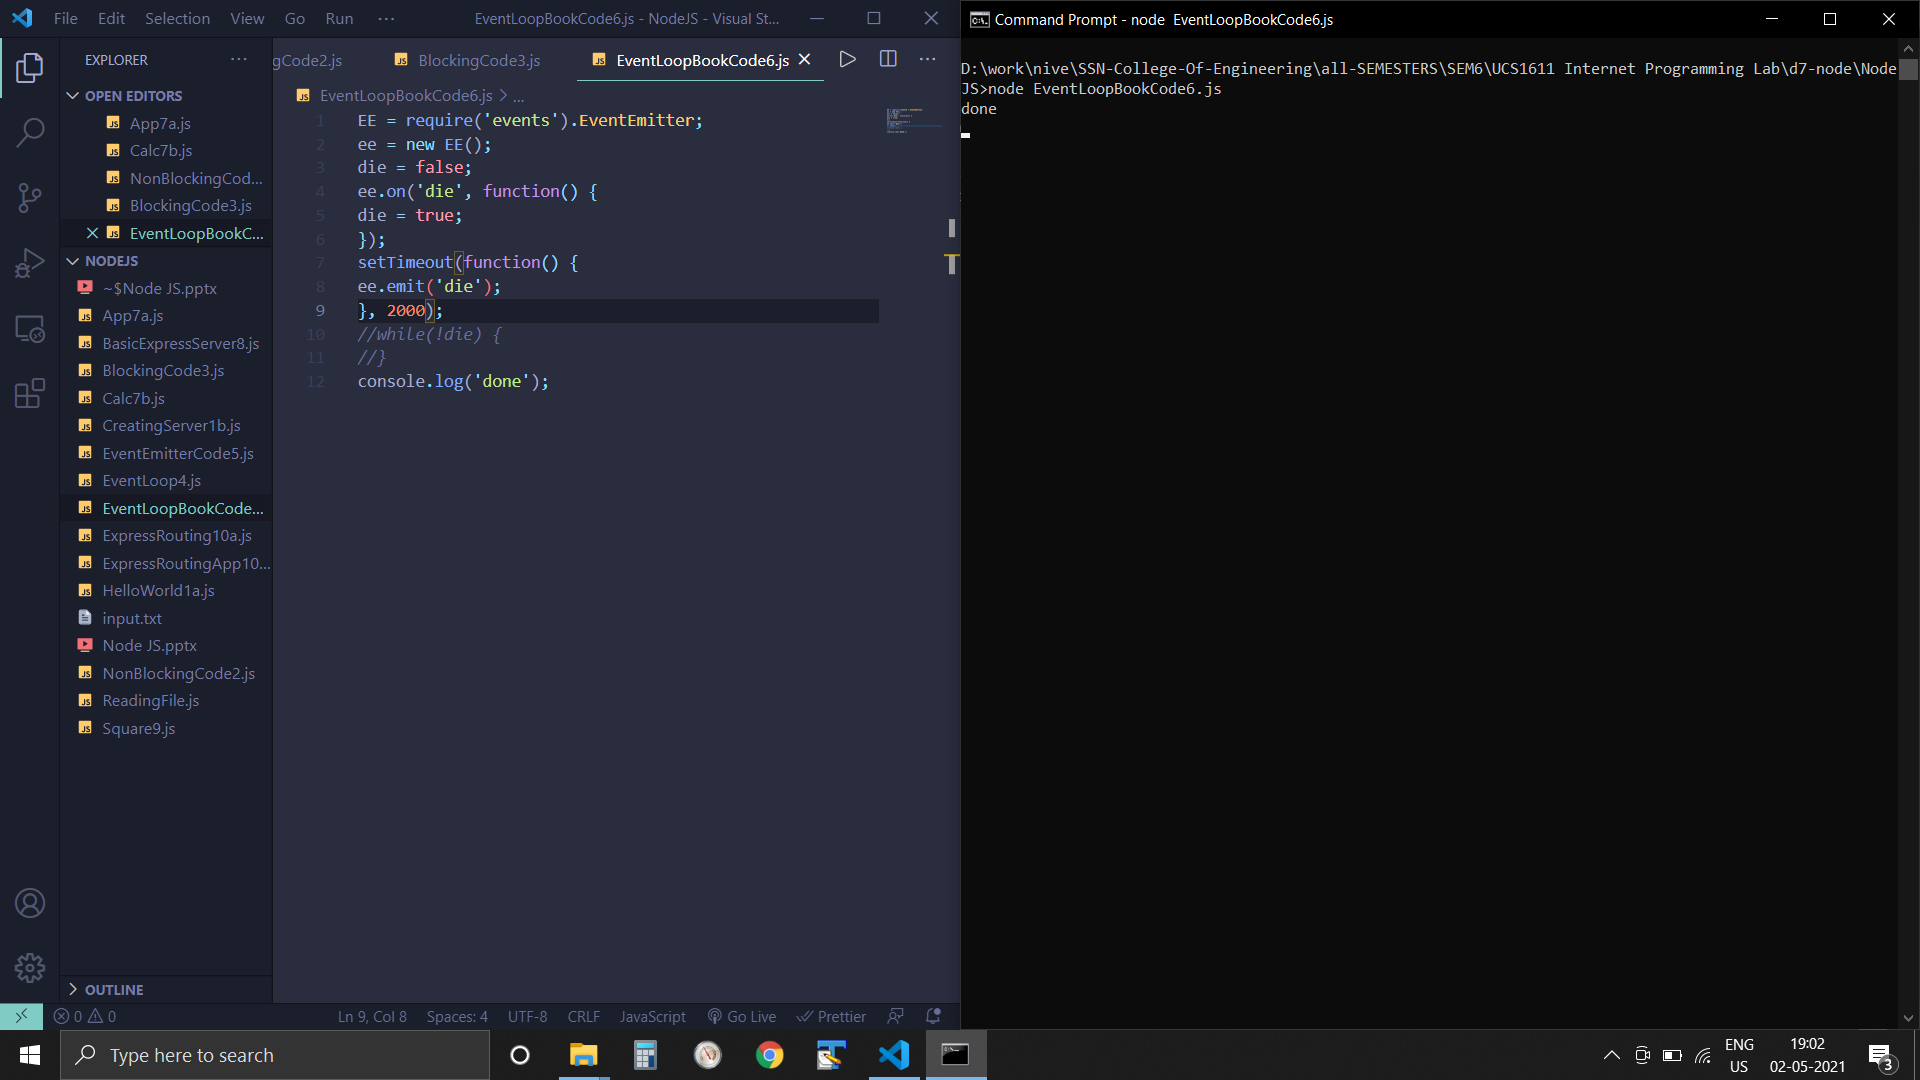 File Edit Selection View Go Run ··· EventLoopBookCode6.js - NodeJS - Visual St...
EXPLORER ···
OPEN EDITORS
App7a.js
Calc7b.js
NonBlockingCod...
BlockingCode3.js
EventLoopBookC...
NODEJS
~$Node JS.pptx
App7a.js
BasicExpressServer8.js
BlockingCode3.js
Calc7b.js
CreatingServer1b.js
EventEmitterCode5.js
EventLoop4.js
EventLoopBookCode...
ExpressRouting10a.js
ExpressRoutingApp10...
HelloWorld1a.js
input.txt
Node JS.pptx
NonBlockingCode2.js
ReadingFile.js
Square9.js
OUTLINE
gCode2.js BlockingCode3.js EventLoopBookCode6.js
EventLoopBookCode6.js > ...
1 EE = require('events').EventEmitter;
2 ee = new EE();
3 die = false;
4 ee.on('die', function() {
5 die = true;
6 });
7 setTimeout(function() {
8 ee.emit('die');
9 }, 2000);
10 //while(!die) {
11 //}
12 console.log('done');
0 0 Ln 9, Col 8 Spaces: 4 UTF-8 CRLF JavaScript Go Live Prettier
Command Prompt - node  EventLoopBookCode6.js
D:\work\nive\SSN-College-Of-Engineering\all-SEMESTERS\SEM6\UCS1611 Internet Programming Lab\d7-node\Node
JS>node EventLoopBookCode6.js
done
Type here to search
ENG
US
19:02
02-05-2021
3